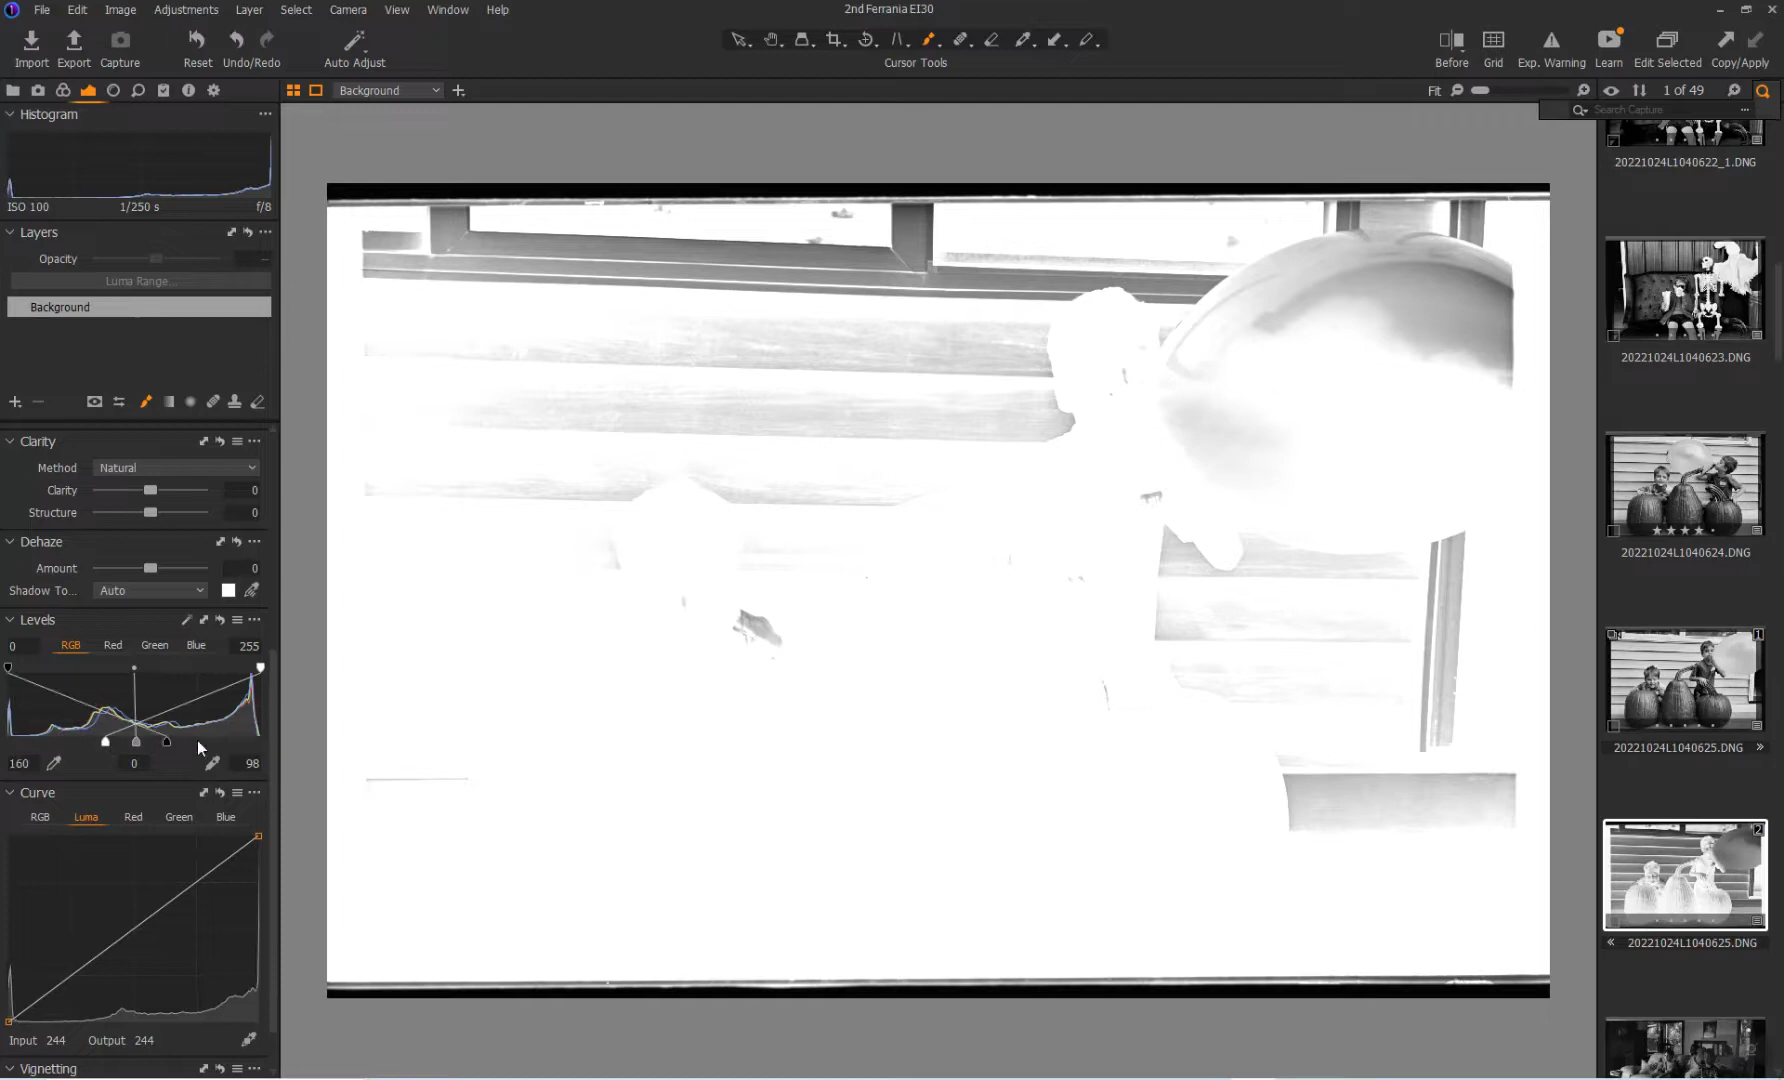 File Edit Image Adjustments Layer Select Camera View Window Help
2nd Ferrania EI30
Import Export Capture Reset Undo/Redo Auto Adjust
Cursor Tools
Before Grid Exp. Warning Learn Edit Selected Copy/Apply
Background
Fit
1 of 49
Search Capture
Histogram
ISO 100 1/250 s f/8
Layers
Opacity
Luma Range...
Background
Clarity
Method Natural
Clarity 0
Structure 0
Dehaze
Amount 0
Shadow To... Auto
Levels
0 RGB Red Green Blue 255
160 0 98
Curve
RGB Luma Red Green Blue
Input 244 Output 244
Vignetting
20221024L1040622_1.DNG
20221024L1040623.DNG
20221024L1040624.DNG
1
20221024L1040625.DNG
2
20221024L1040625.DNG